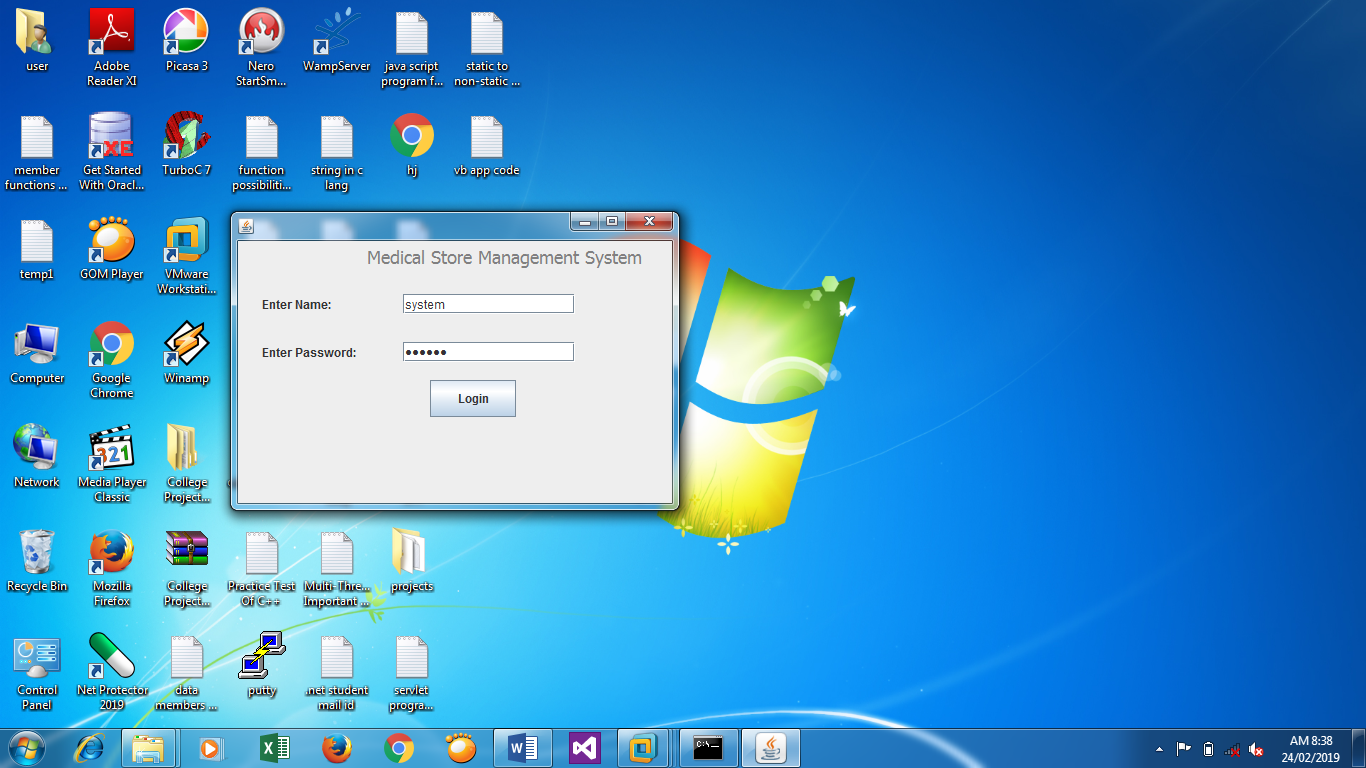 user
Adobe
Reader XI
Picasa 3
Nero
StartSm...
WampServer
java script
program f...
static to
non-static ...
member
functions ...
Get Started
With Oracl...
TurboC 7
function
possibiliti...
string in c
lang
hj
vb app code
temp1
GOM Player
VMware
Workstati...
Medical Store Management System
Enter Name:
system
Enter Password:
••••••
Login
Computer
Google
Chrome
Winamp
Network
Media Player
Classic
College
Project...
Recycle Bin
Mozilla
Firefox
College
Project...
Practice Test
Of C++
Multi-Thre...
Important ...
projects
Control
Panel
Net Protector
2019
data
members ...
putty
.net student
mail id
servlet
progra...
AM 8:38
24/02/2019